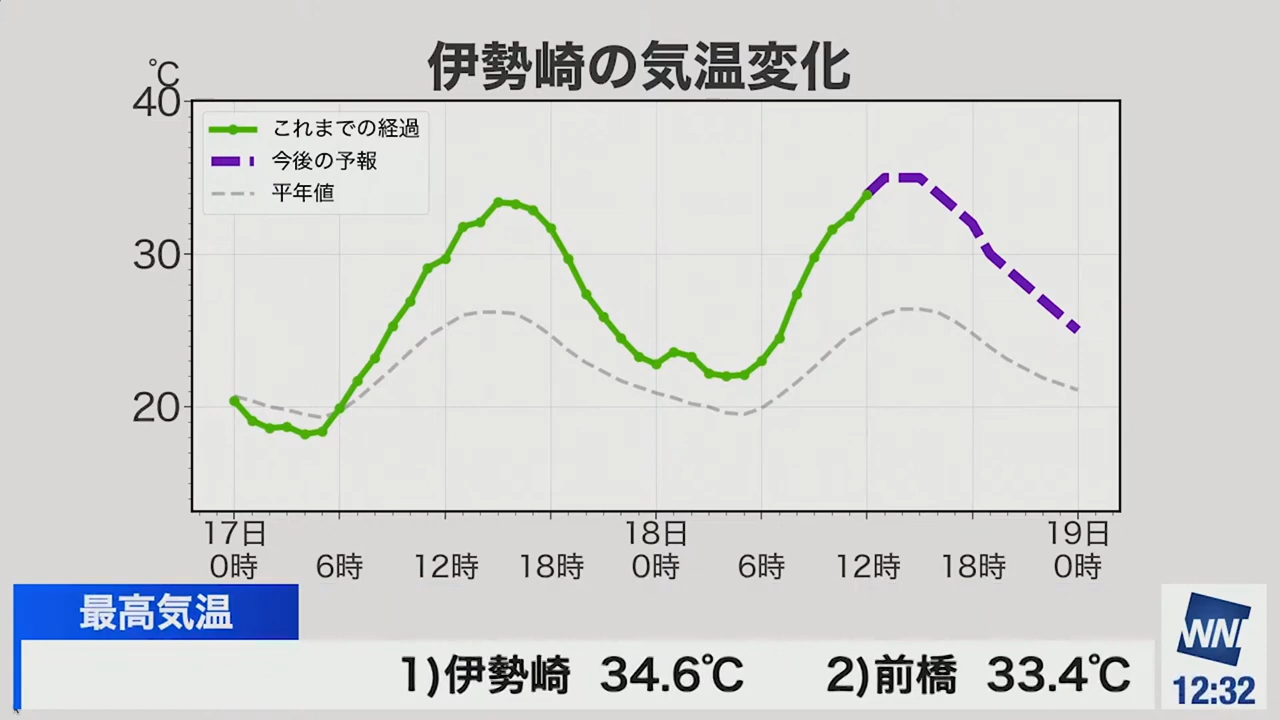 伊勢崎の気温変化
℃
40
30
20
これまでの経過
今後の予報
平年値
17日 18日 19日
0時 6時 12時 18時 0時 6時 12時 18時 0時
最高気温
1)伊勢崎 34.6℃ 2)前橋 33.4℃
WNI
12:32